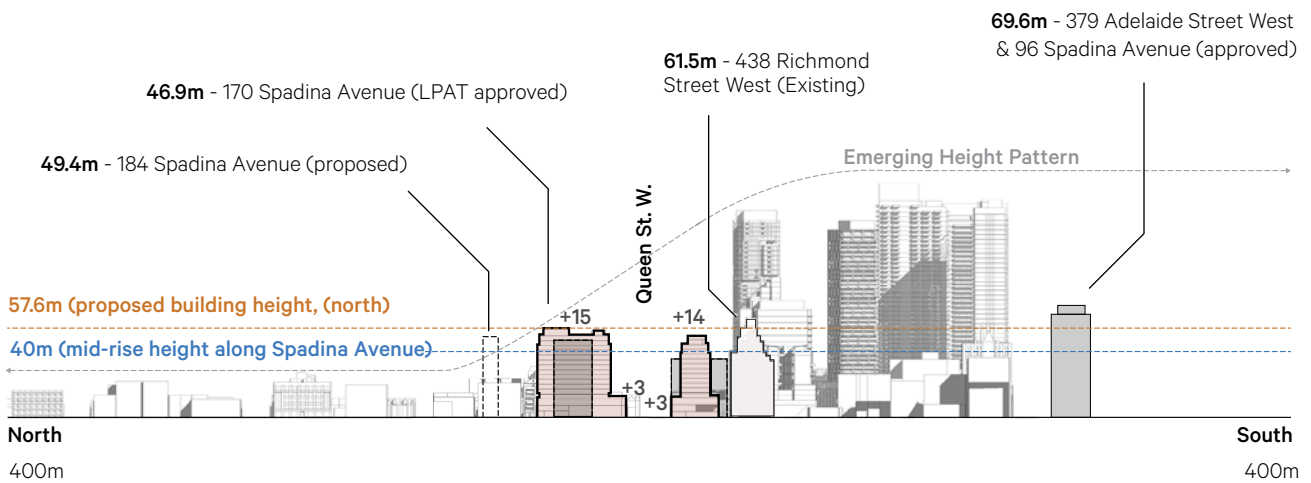 69.6m - 379 Adelaide Street West
& 96 Spadina Avenue (approved)
61.5m - 438 Richmond
Street West (Existing)
46.9m - 170 Spadina Avenue (LPAT approved)
49.4m - 184 Spadina Avenue (proposed)
Emerging Height Pattern
Queen St. W.
57.6m (proposed building height, (north)
+15
+14
40m (mid-rise height along Spadina Avenue)
+3
+3
North
South
400m
400m